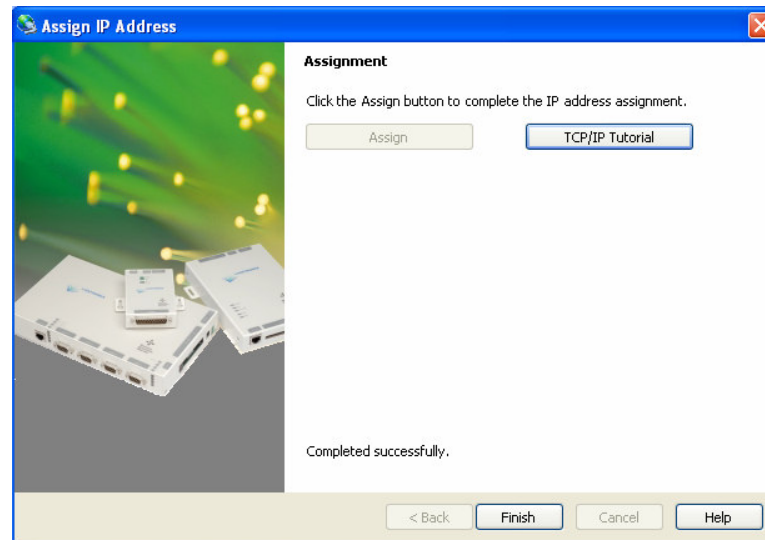 Assign IP Address
Assignment
Click the Assign button to complete the IP address assignment.
Assign TCP/IP Tutorial
Completed successfully.
< Back Finish Cancel Help